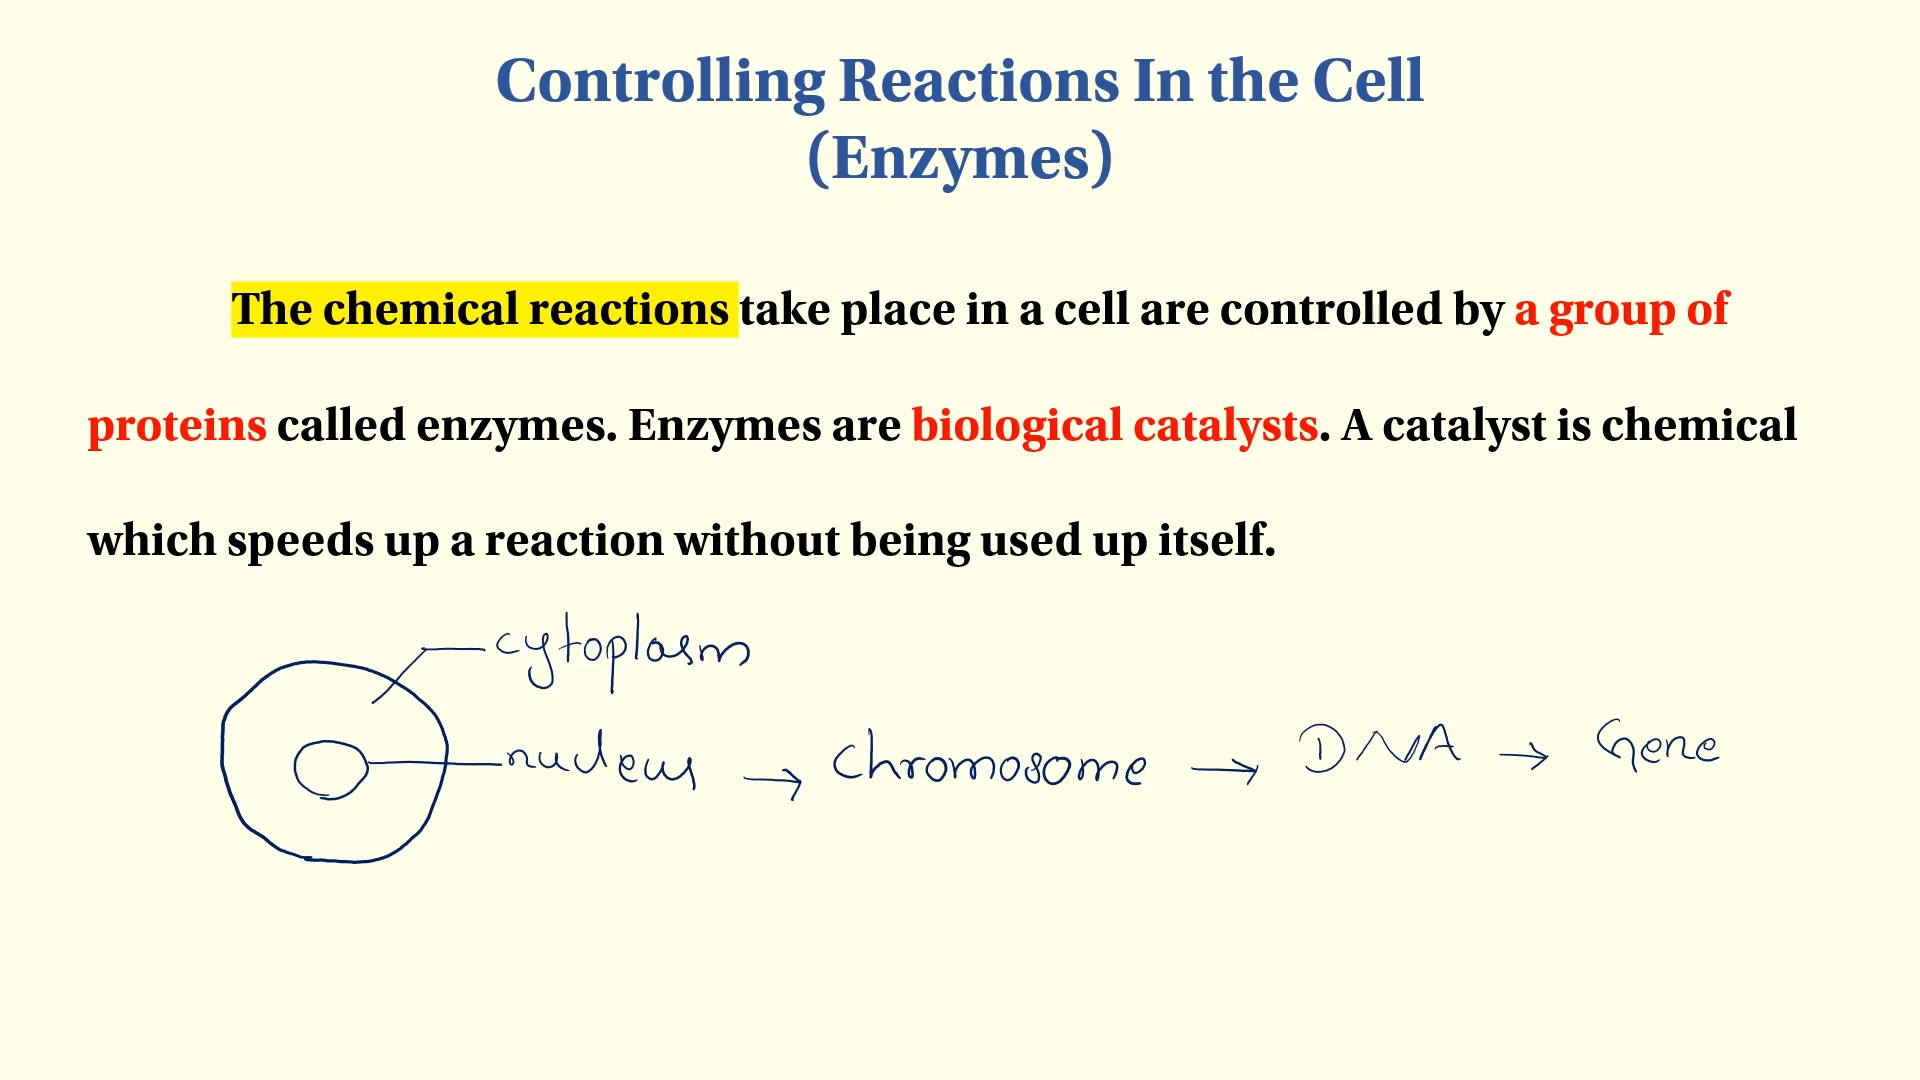 Controlling Reactions In the Cell
(Enzymes)
The chemical reactions take place in a cell are controlled by a group of
proteins called enzymes. Enzymes are biological catalysts. A catalyst is chemical
which speeds up a reaction without being used up itself.
cytoplasm
nucleus → chromosome → DNA → Gene